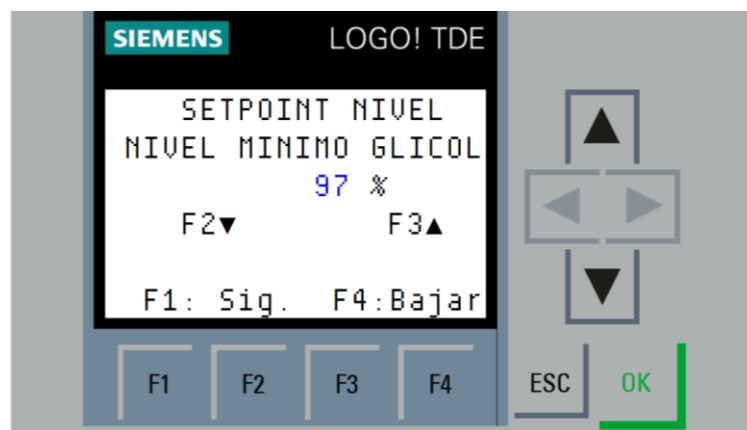 SIEMENS LOGO! TDE
SETPOINT NIVEL
NIVEL MINIMO GLICOL
97 %
F2▼ F3▲
F1: Sig. F4:Bajar
F1 F2 F3 F4 ESC OK